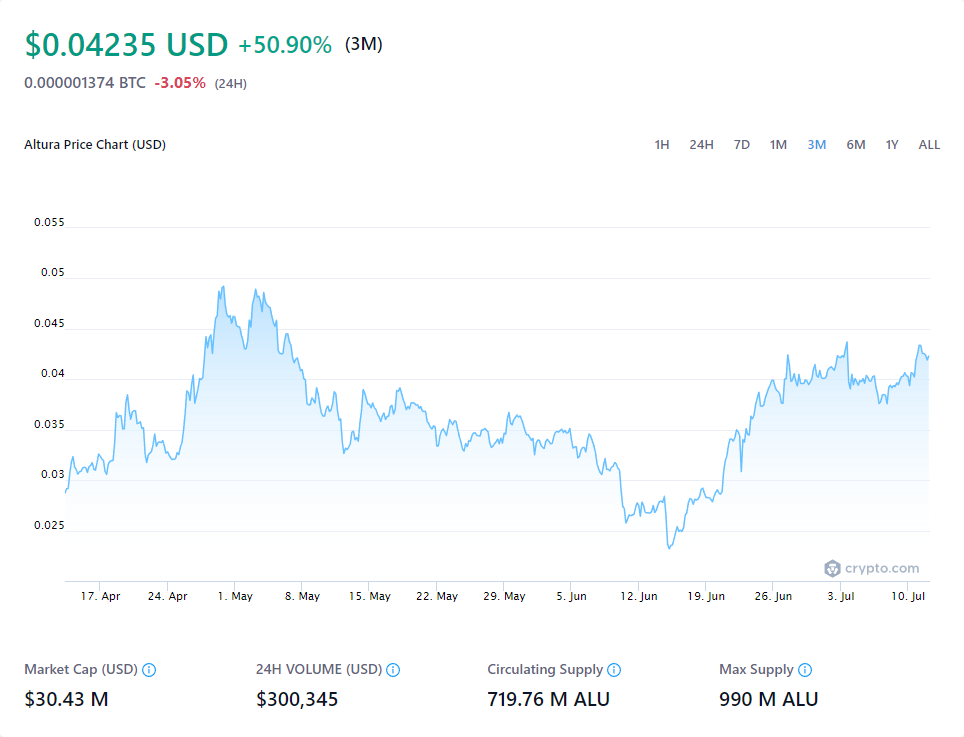 $0.04235 USD +50.90% (3M)
0.000001374 BTC -3.05% (24H)
Altura Price Chart (USD) 1H 24H 7D 1M 3M 6M 1Y ALL
0.055
0.05
0.045
0.04
0.035
0.03
0.025
crypto.com
17. Apr 24. Apr 1. May 8. May 15. May 22. May 29. May 5. Jun 12. Jun 19. Jun 26. Jun 3. Jul 10. Jul
Market Cap (USD) 24H VOLUME (USD) Circulating Supply Max Supply
$30.43 M $300,345 719.76 M ALU 990 M ALU